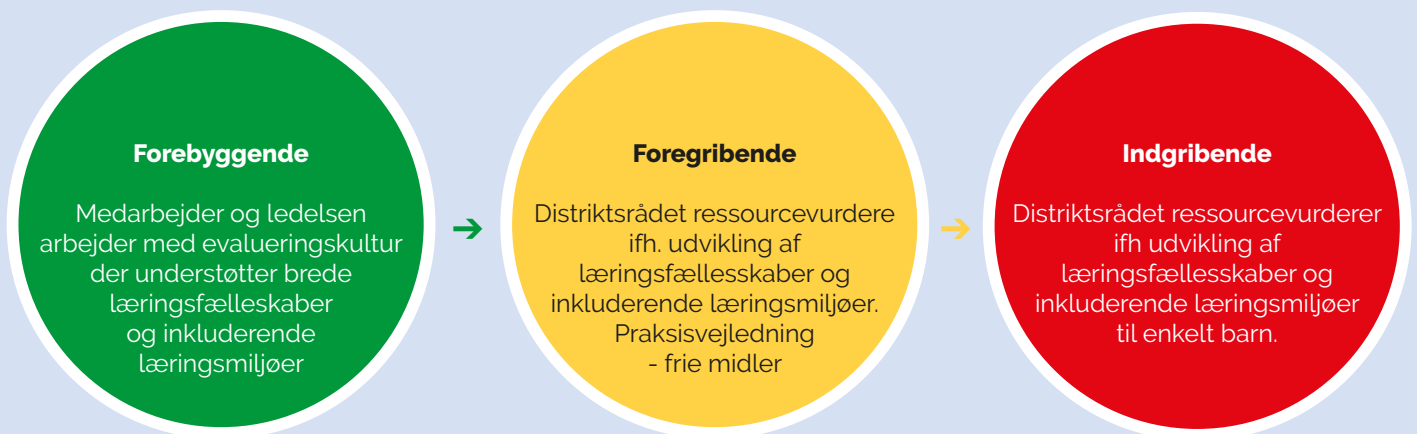 Forebyggende
Medarbejder og ledelsen
arbejder med evalueringskultur
der understøtter brede
læringsfælleskaber
og inkluderende
læringsmiljøer
Foregribende
Distriktsrådet ressourcevurdere
ifh. udvikling af
læringsfællesskaber og
inkluderende læringsmiljøer.
Praksisvejledning
- frie midler
Indgribende
Distriktsrådet ressourcevurderer
ifh udvikling af
læringsfællesskaber og
inkluderende læringsmiljøer
til enkelt barn.